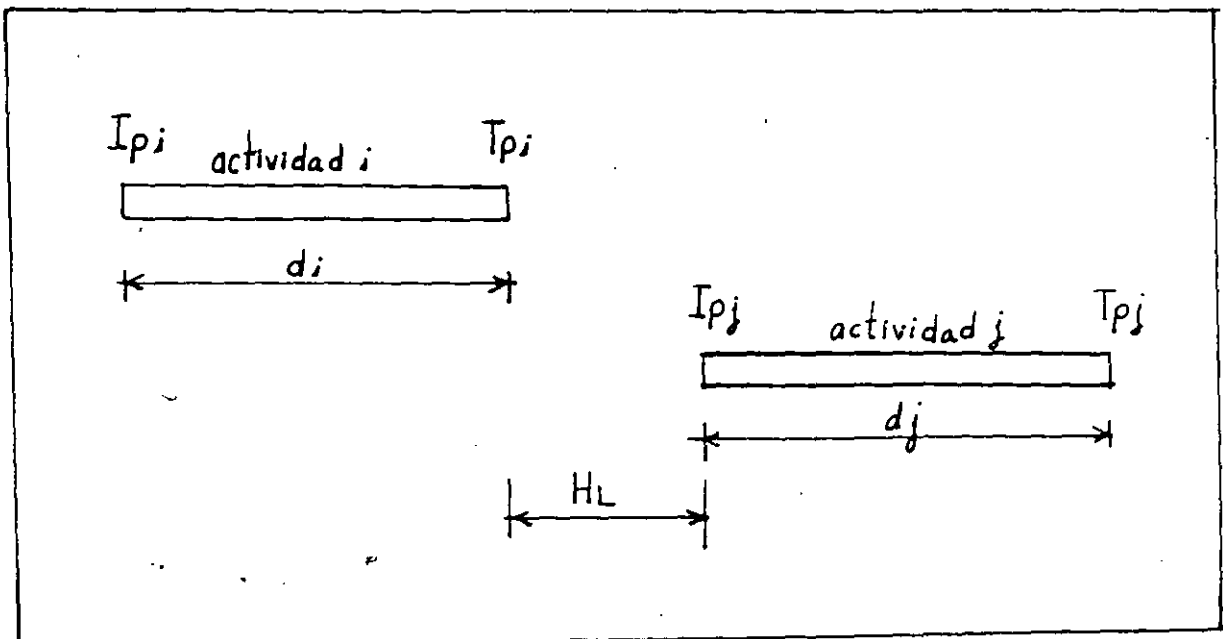 Ipi Tpi
actividad i
di
Ipj Tpj
actividad j
dj
HL